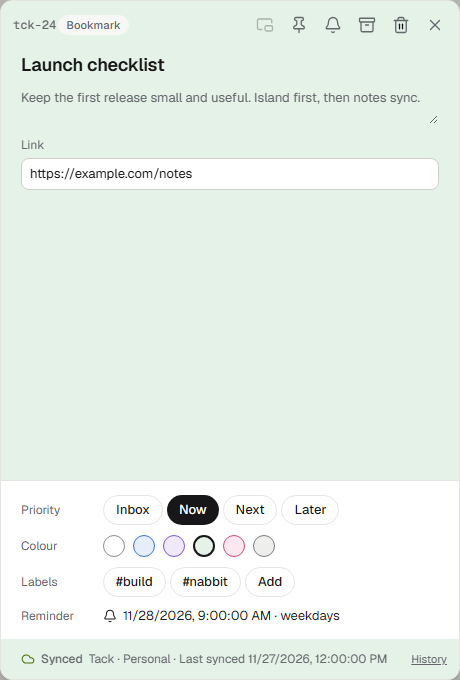 tck-24 Bookmark
Launch checklist
Keep the first release small and useful. Island first, then notes sync.
Link
https://example.com/notes
Priority Inbox Now Next Later
Colour
Labels #build #nabbit Add
Reminder 11/28/2026, 9:00:00 AM · weekdays
Synced Tack · Personal · Last synced 11/27/2026, 12:00:00 PM History